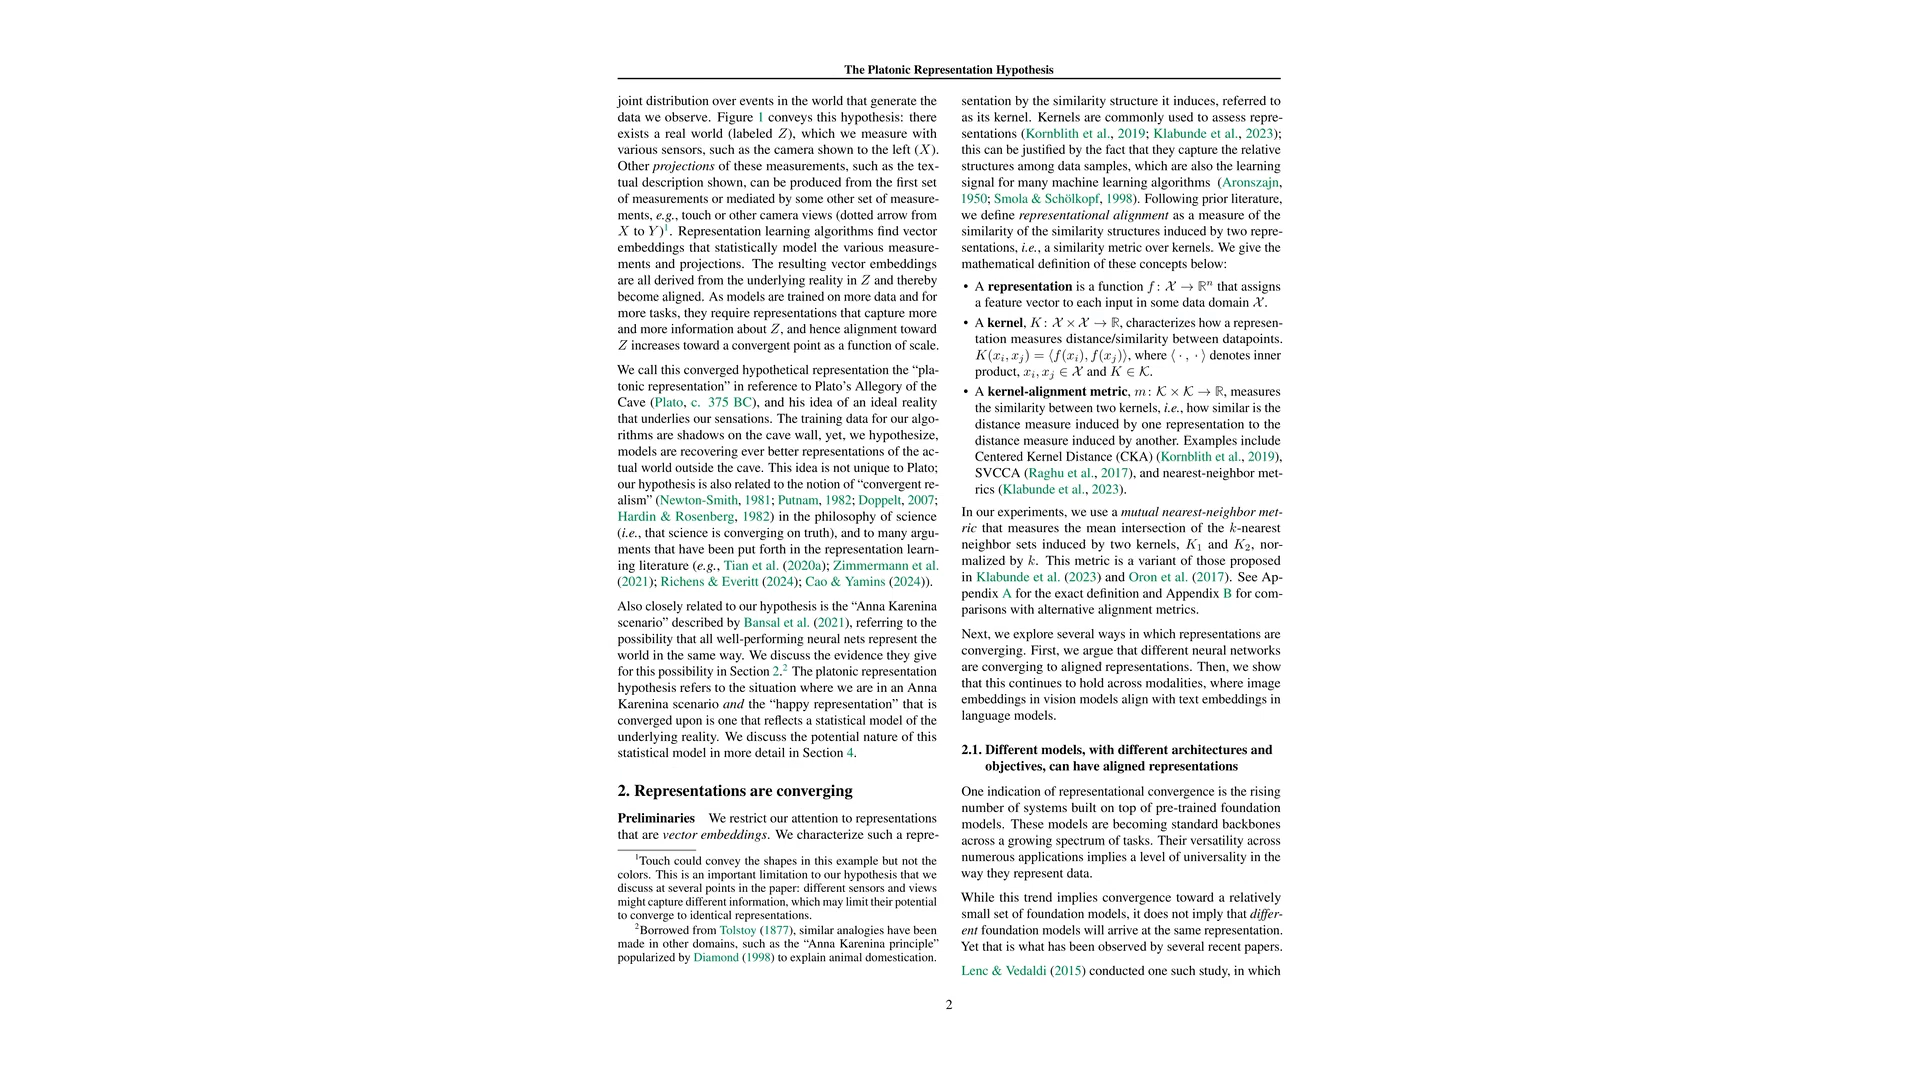 The Platonic Representation Hypothesis
joint distribution over events in the world that generate the
data we observe. Figure 1 conveys this hypothesis: there
exists a real world (labeled Z), which we measure with
various sensors, such as the camera shown to the left (X).
Other projections of these measurements, such as the tex-
tual description shown, can be produced from the first set
of measurements or mediated by some other set of measure-
ments, e.g., touch or other camera views (dotted arrow from
X to Y)¹. Representation learning algorithms find vector
embeddings that statistically model the various measure-
ments and projections. The resulting vector embeddings
are all derived from the underlying reality in Z and thereby
become aligned. As models are trained on more data and for
more tasks, they require representations that capture more
and more information about Z, and hence alignment toward
Z increases toward a convergent point as a function of scale.
We call this converged hypothetical representation the “pla-
tonic representation” in reference to Plato’s Allegory of the
Cave (Plato, c. 375 BC), and his idea of an ideal reality
that underlies our sensations. The training data for our algo-
rithms are shadows on the cave wall, yet, we hypothesize,
models are recovering ever better representations of the ac-
tual world outside the cave. This idea is not unique to Plato;
our hypothesis is also related to the notion of “convergent re-
alism” (Newton-Smith, 1981; Putnam, 1982; Doppelt, 2007;
Hardin & Rosenberg, 1982) in the philosophy of science
(i.e., that science is converging on truth), and to many argu-
ments that have been put forth in the representation learn-
ing literature (e.g., Tian et al. (2020a); Zimmermann et al.
(2021); Richens & Everitt (2024); Cao & Yamins (2024)).
Also closely related to our hypothesis is the “Anna Karenina
scenario” described by Bansal et al. (2021), referring to the
possibility that all well-performing neural nets represent the
world in the same way. We discuss the evidence they give
for this possibility in Section 2.² The platonic representation
hypothesis refers to the situation where we are in an Anna
Karenina scenario and the “happy representation” that is
converged upon is one that reflects a statistical model of the
underlying reality. We discuss the potential nature of this
statistical model in more detail in Section 4.
2. Representations are converging
Preliminaries We restrict our attention to representations
that are vector embeddings. We characterize such a repre-
¹Touch could convey the shapes in this example but not the
colors. This is an important limitation to our hypothesis that we
discuss at several points in the paper: different sensors and views
might capture different information, which may limit their potential
to converge to identical representations.
²Borrowed from Tolstoy (1877), similar analogies have been
made in other domains, such as the “Anna Karenina principle”
popularized by Diamond (1998) to explain animal domestication.
sentation by the similarity structure it induces, referred to
as its kernel. Kernels are commonly used to assess repre-
sentations (Kornblith et al., 2019; Klabunde et al., 2023);
this can be justified by the fact that they capture the relative
structures among data samples, which are also the learning
signal for many machine learning algorithms (Aronszajn,
1950; Smola & Schölkopf, 1998). Following prior literature,
we define representational alignment as a measure of the
similarity of the similarity structures induced by two repre-
sentations, i.e., a similarity metric over kernels. We give the
mathematical definition of these concepts below:
• A representation is a function f : 𝒳 → ℝⁿ that assigns
a feature vector to each input in some data domain 𝒳.
• A kernel, K : 𝒳 × 𝒳 → ℝ, characterizes how a represen-
tation measures distance/similarity between datapoints.
K(xᵢ, xⱼ) = ⟨f(xᵢ), f(xⱼ)⟩, where ⟨ · , · ⟩ denotes inner
product, xᵢ, xⱼ ∈ 𝒳 and K ∈ 𝒦.
• A kernel-alignment metric, m : 𝒦 × 𝒦 → ℝ, measures
the similarity between two kernels, i.e., how similar is the
distance measure induced by one representation to the
distance measure induced by another. Examples include
Centered Kernel Distance (CKA) (Kornblith et al., 2019),
SVCCA (Raghu et al., 2017), and nearest-neighbor met-
rics (Klabunde et al., 2023).
In our experiments, we use a mutual nearest-neighbor met-
ric that measures the mean intersection of the k-nearest
neighbor sets induced by two kernels, K₁ and K₂, nor-
malized by k. This metric is a variant of those proposed
in Klabunde et al. (2023) and Oron et al. (2017). See Ap-
pendix A for the exact definition and Appendix B for com-
parisons with alternative alignment metrics.
Next, we explore several ways in which representations are
converging. First, we argue that different neural networks
are converging to aligned representations. Then, we show
that this continues to hold across modalities, where image
embeddings in vision models align with text embeddings in
language models.
2.1. Different models, with different architectures and
objectives, can have aligned representations
One indication of representational convergence is the rising
number of systems built on top of pre-trained foundation
models. These models are becoming standard backbones
across a growing spectrum of tasks. Their versatility across
numerous applications implies a level of universality in the
way they represent data.
While this trend implies convergence toward a relatively
small set of foundation models, it does not imply that differ-
ent foundation models will arrive at the same representation.
Yet that is what has been observed by several recent papers.
Lenc & Vedaldi (2015) conducted one such study, in which
2